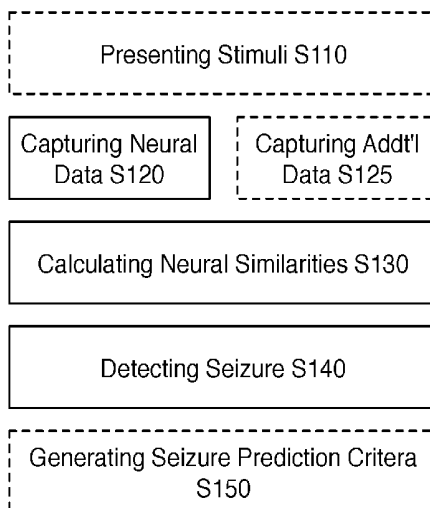 Presenting Stimuli S110
Capturing Neural
Data S120
Capturing Addt'l
Data S125
Calculating Neural Similarities S130
Detecting Seizure S140
Generating Seizure Prediction Critera
S150